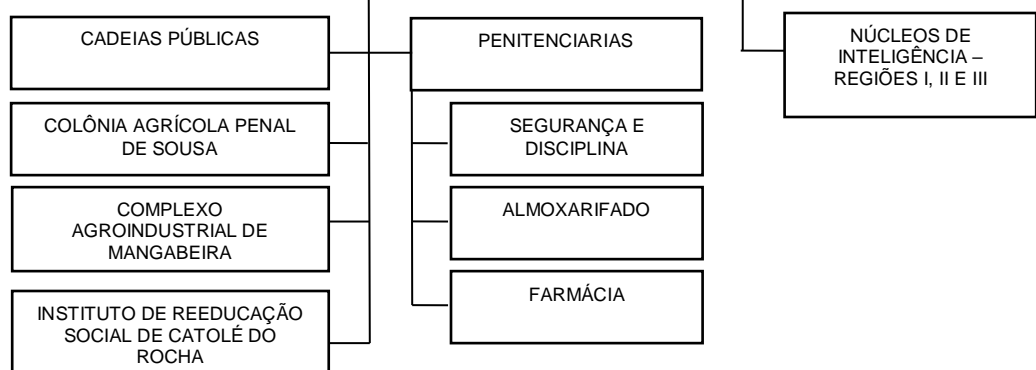 CADEIAS PÚBLICAS
PENITENCIARIAS
NÚCLEOS DE
INTELIGÊNCIA –
REGIÕES I, II E III
COLÔNIA AGRÍCOLA PENAL
DE SOUSA
SEGURANÇA E
DISCIPLINA
COMPLEXO
AGROINDUSTRIAL DE
MANGABEIRA
ALMOXARIFADO
INSTITUTO DE REEDUCAÇÃO
SOCIAL DE CATOLÉ DO
ROCHA
FARMÁCIA